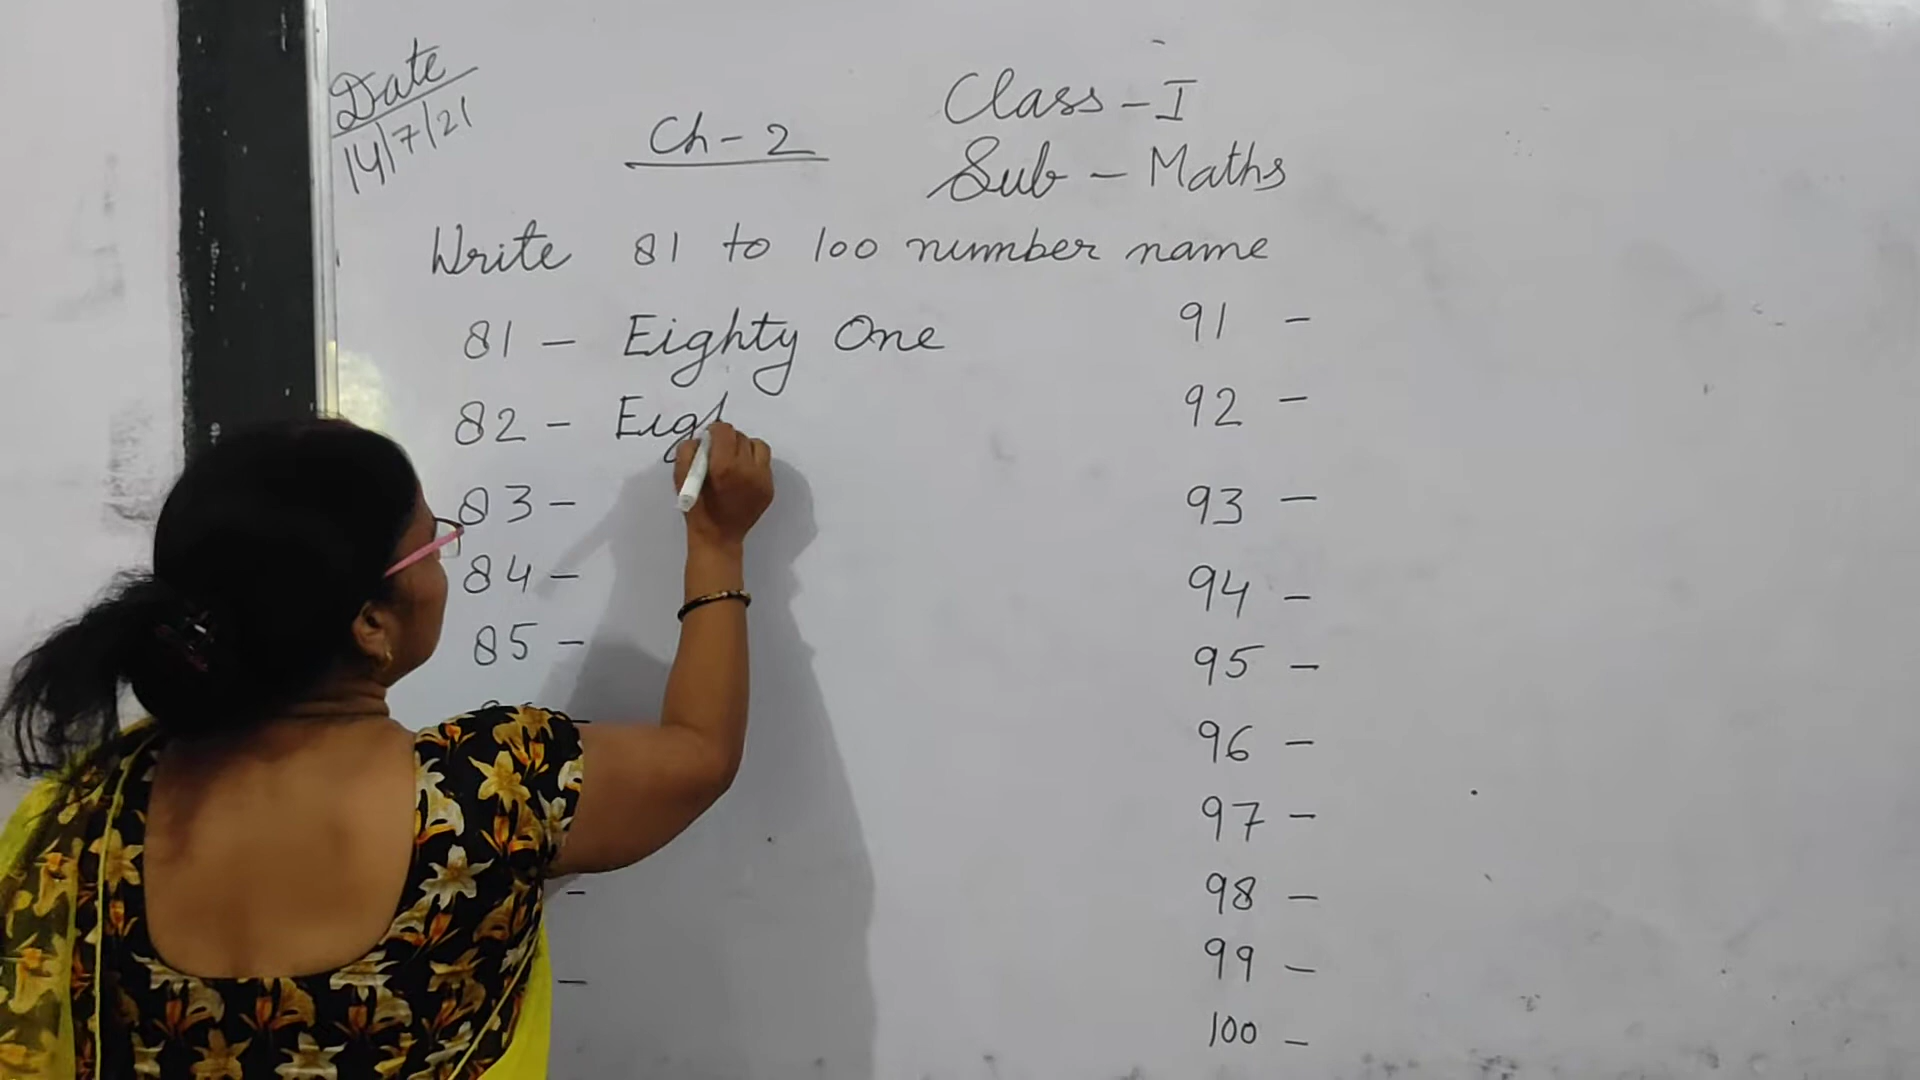 Date
14/7/21
Ch-2
Class - I
Sub - Maths
Write 81 to 100 number name
81 - Eighty One
82 - Eigh
83 -
84 -
85 -
91 -
92 -
93 -
94 -
95 -
96 -
97 -
98 -
99 -
100 -